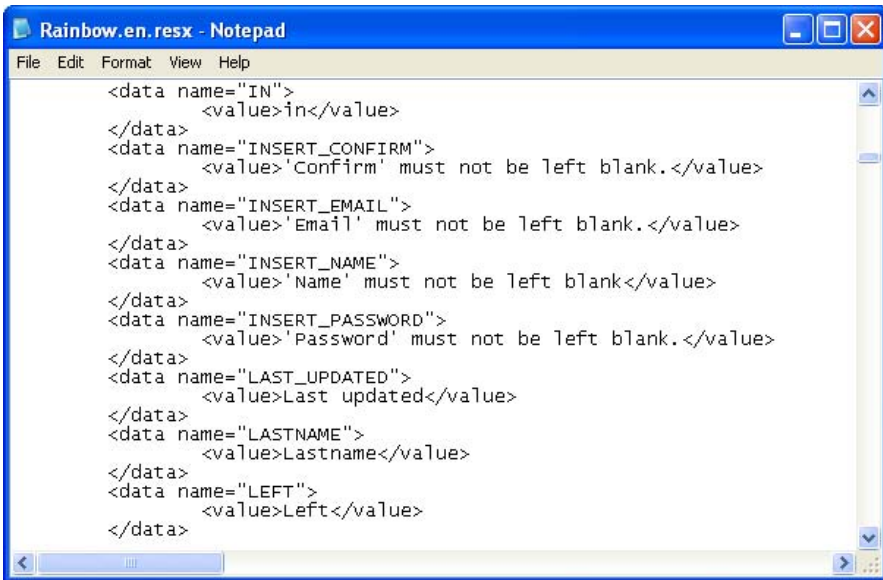 Rainbow.en.resx - Notepad
File Edit Format View Help
<data name="IN">
<value>in</value>
</data>
<data name="INSERT_CONFIRM">
<value>'Confirm' must not be left blank.</value>
</data>
<data name="INSERT_EMAIL">
<value>'Email' must not be left blank.</value>
</data>
<data name="INSERT_NAME">
<value>'Name' must not be left blank</value>
</data>
<data name="INSERT_PASSWORD">
<value>'Password' must not be left blank.</value>
</data>
<data name="LAST_UPDATED">
<value>Last updated</value>
</data>
<data name="LASTNAME">
<value>Lastname</value>
</data>
<data name="LEFT">
<value>Left</value>
</data>